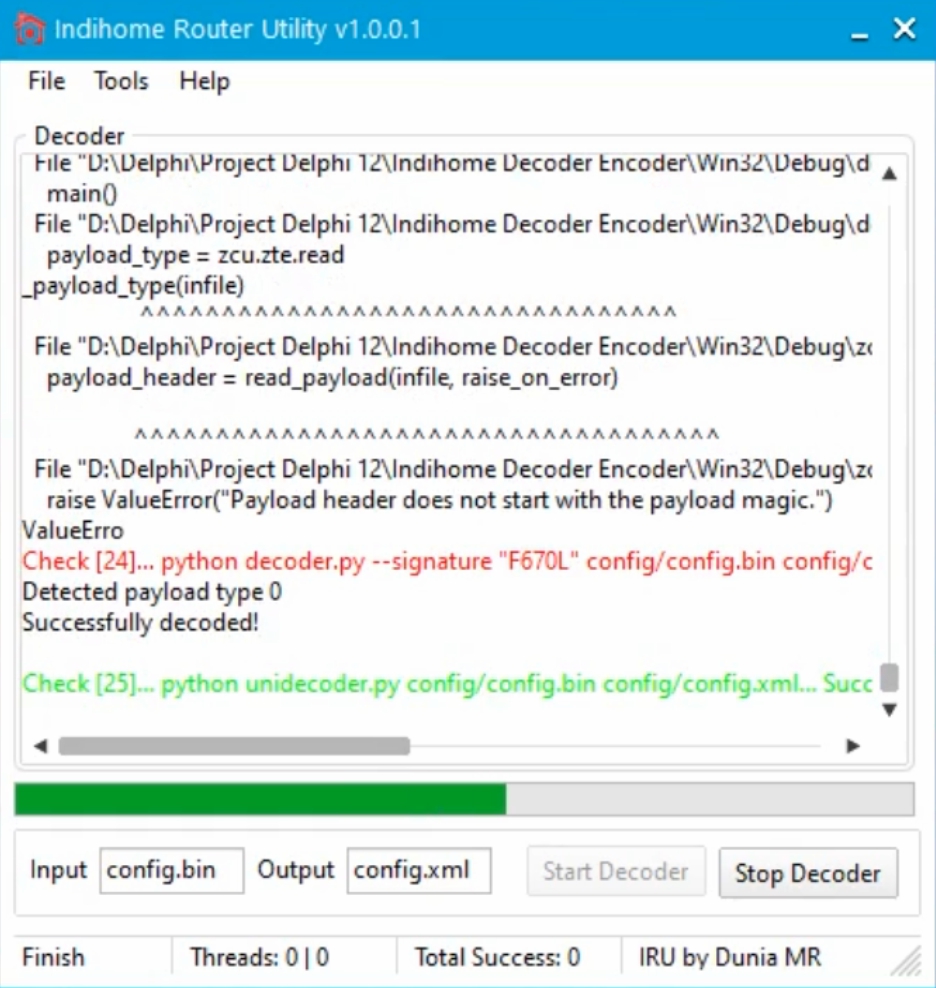 Indihome Router Utility v1.0.0.1
File Tools Help
Decoder
File "D:\Delphi\Project Delphi 12\Indihome Decoder Encoder\Win32\Debug\d
main()
File "D:\Delphi\Project Delphi 12\Indihome Decoder Encoder\Win32\Debug\d
payload_type = zcu.zte.read
_payload_type(infile)
^^^^^^^^^^^^^^^^^^^^^^^^^^^^^^^^^
File "D:\Delphi\Project Delphi 12\Indihome Decoder Encoder\Win32\Debug\zc
payload_header = read_payload(infile, raise_on_error)
^^^^^^^^^^^^^^^^^^^^^^^^^^^^^^^^^^^^
File "D:\Delphi\Project Delphi 12\Indihome Decoder Encoder\Win32\Debug\zc
raise ValueError("Payload header does not start with the payload magic.")
ValueErro
Check [24]... python decoder.py --signature "F670L" config/config.bin config/c
Detected payload type 0
Successfully decoded!
Check [25]... python unidecoder.py config/config.bin config/config.xml... Succ
Input config.bin Output config.xml Start Decoder Stop Decoder
Finish Threads: 0 | 0 Total Success: 0 IRU by Dunia MR